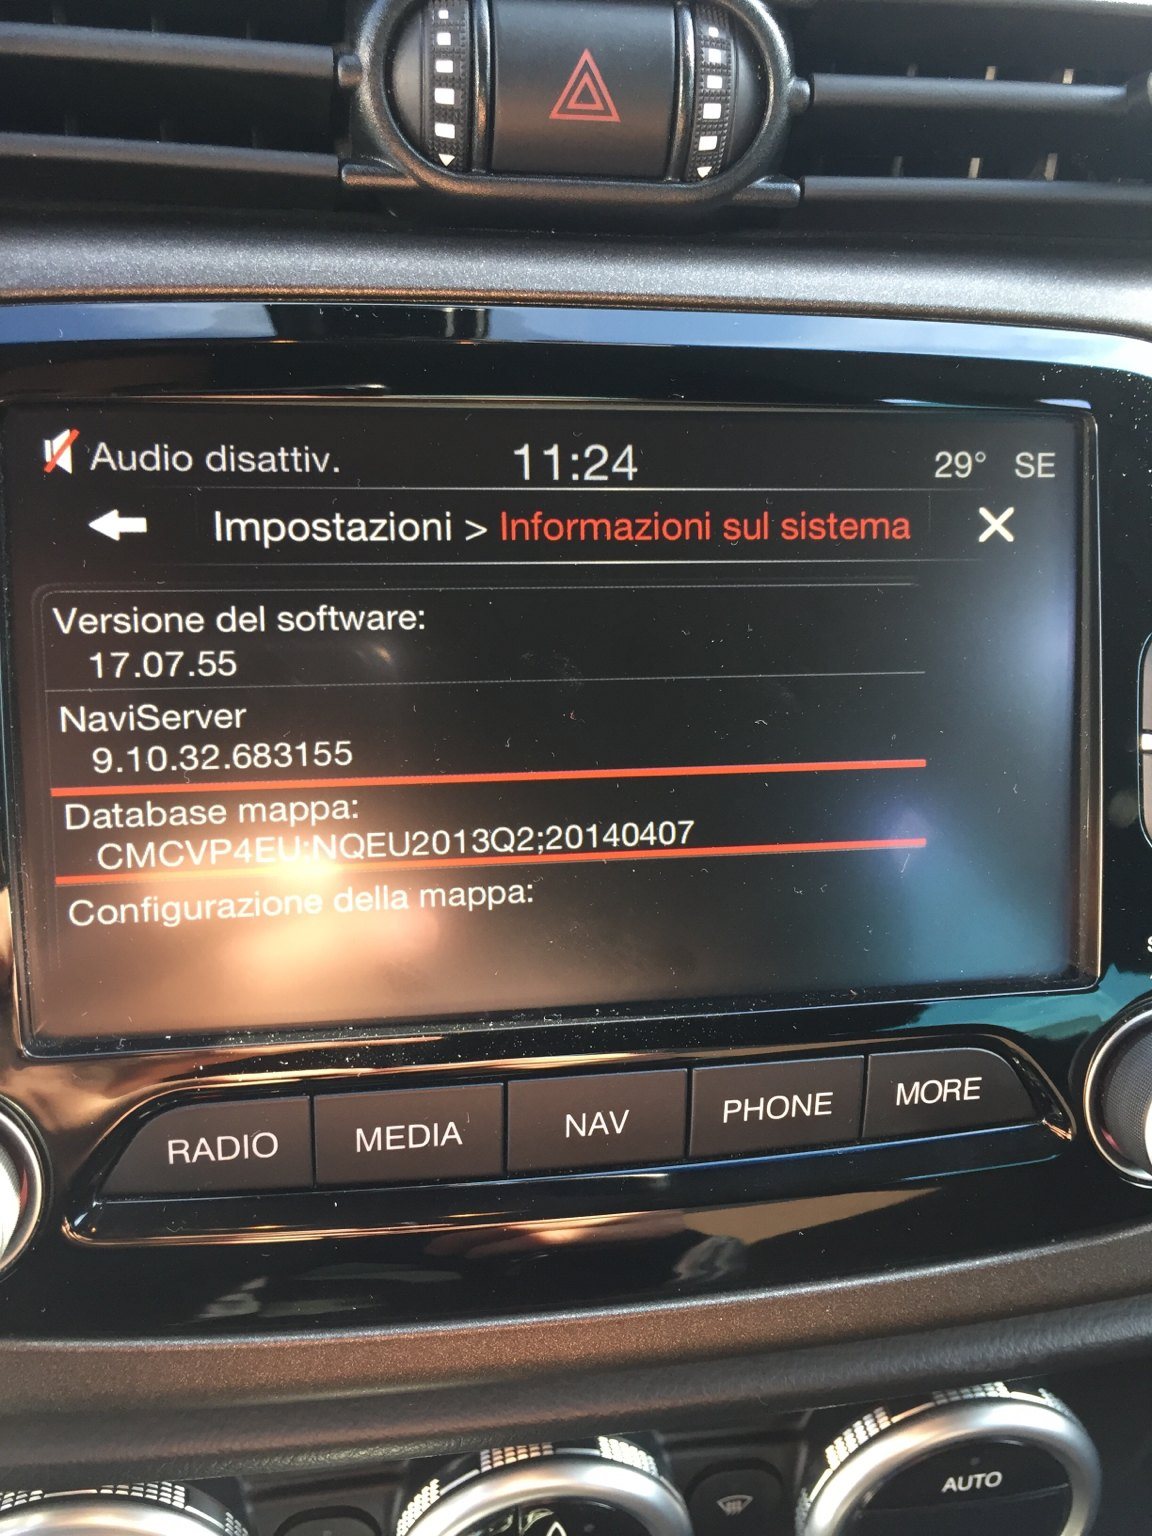 Audio disattiv. 11:24 29° SE
Impostazioni > Informazioni sul sistema
Versione del software:
17.07.55
NaviServer
9.10.32.683155
Database mappa:
CMCVP4EU;NQEU2013Q2;20140407
Configurazione della mappa:
RADIO MEDIA NAV PHONE MORE
AUTO